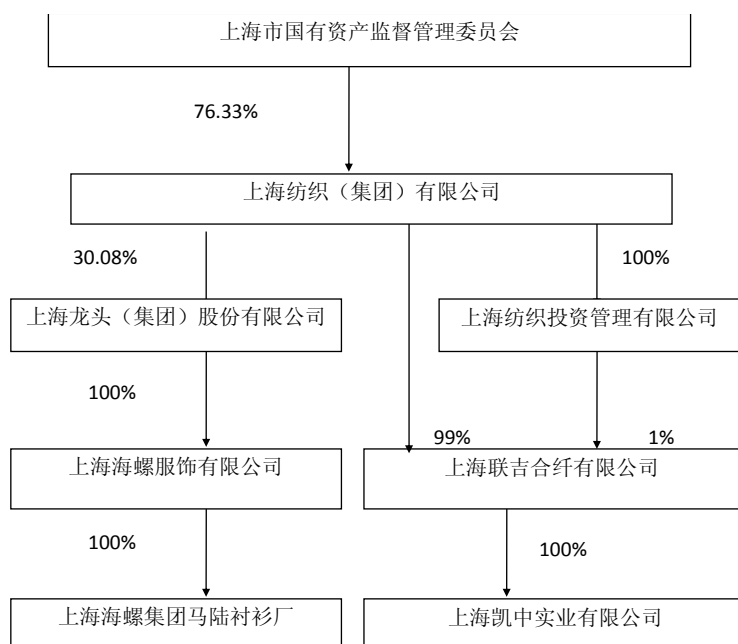 上海市国有资产监督管理委员会
76.33%
上海纺织（集团）有限公司
30.08%
100%
上海龙头（集团）股份有限公司
上海纺织投资管理有限公司
100%
99%
1%
上海海螺服饰有限公司
上海联吉合纤有限公司
100%
100%
上海海螺集团马陆衬衫厂
上海凯中实业有限公司